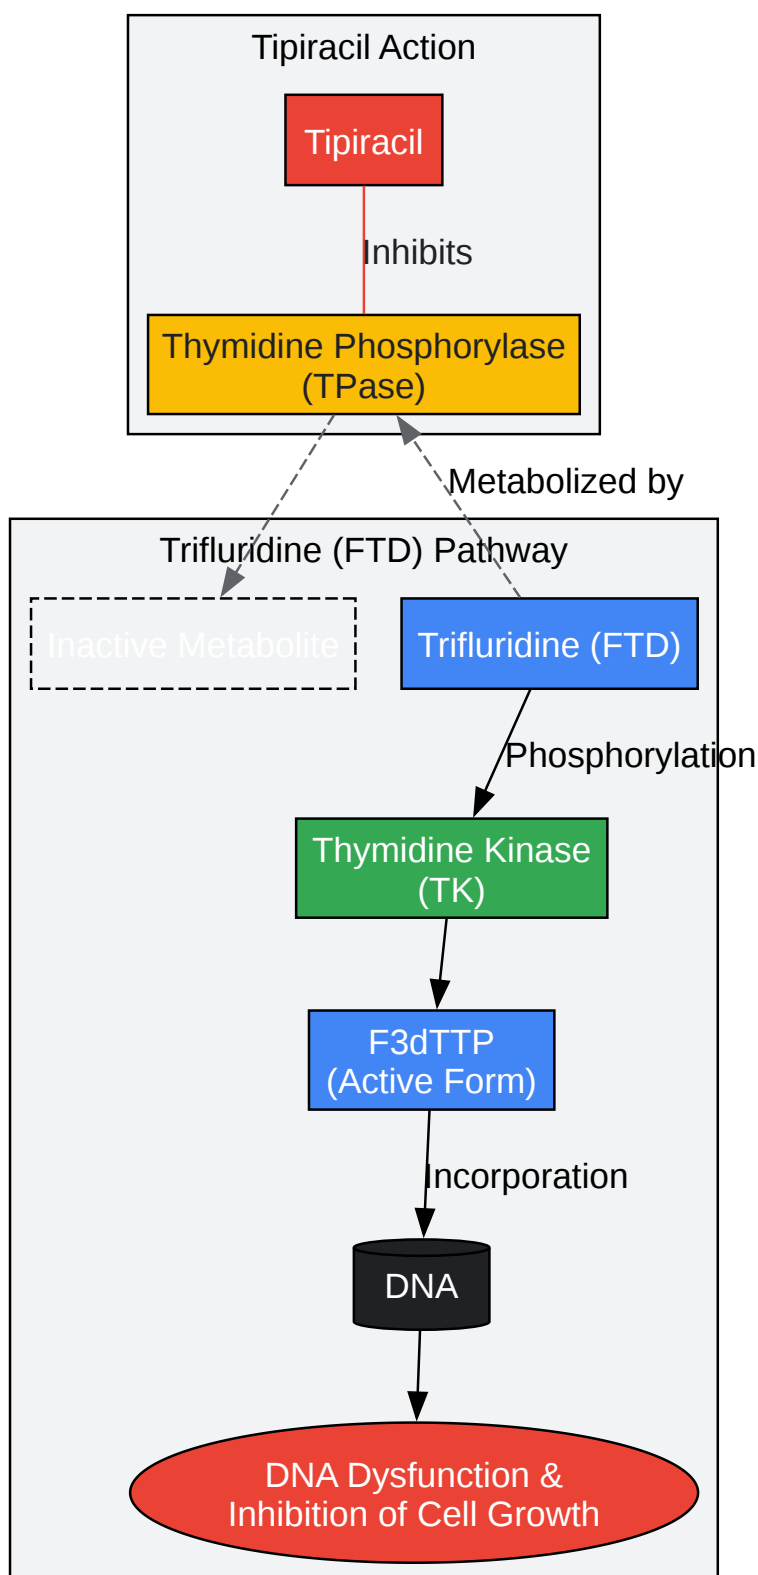 Tipiracil Action
Tipiracil
Inhibits
Thymidine Phosphorylase
(TPase)
Metabolized by
Trifluridine (FTD) Pathway
Inactive Metabolite
Trifluridine (FTD)
Phosphorylation
Thymidine Kinase
(TK)
F3dTTP
(Active Form)
Incorporation
DNA
DNA Dysfunction &
Inhibition of Cell Growth